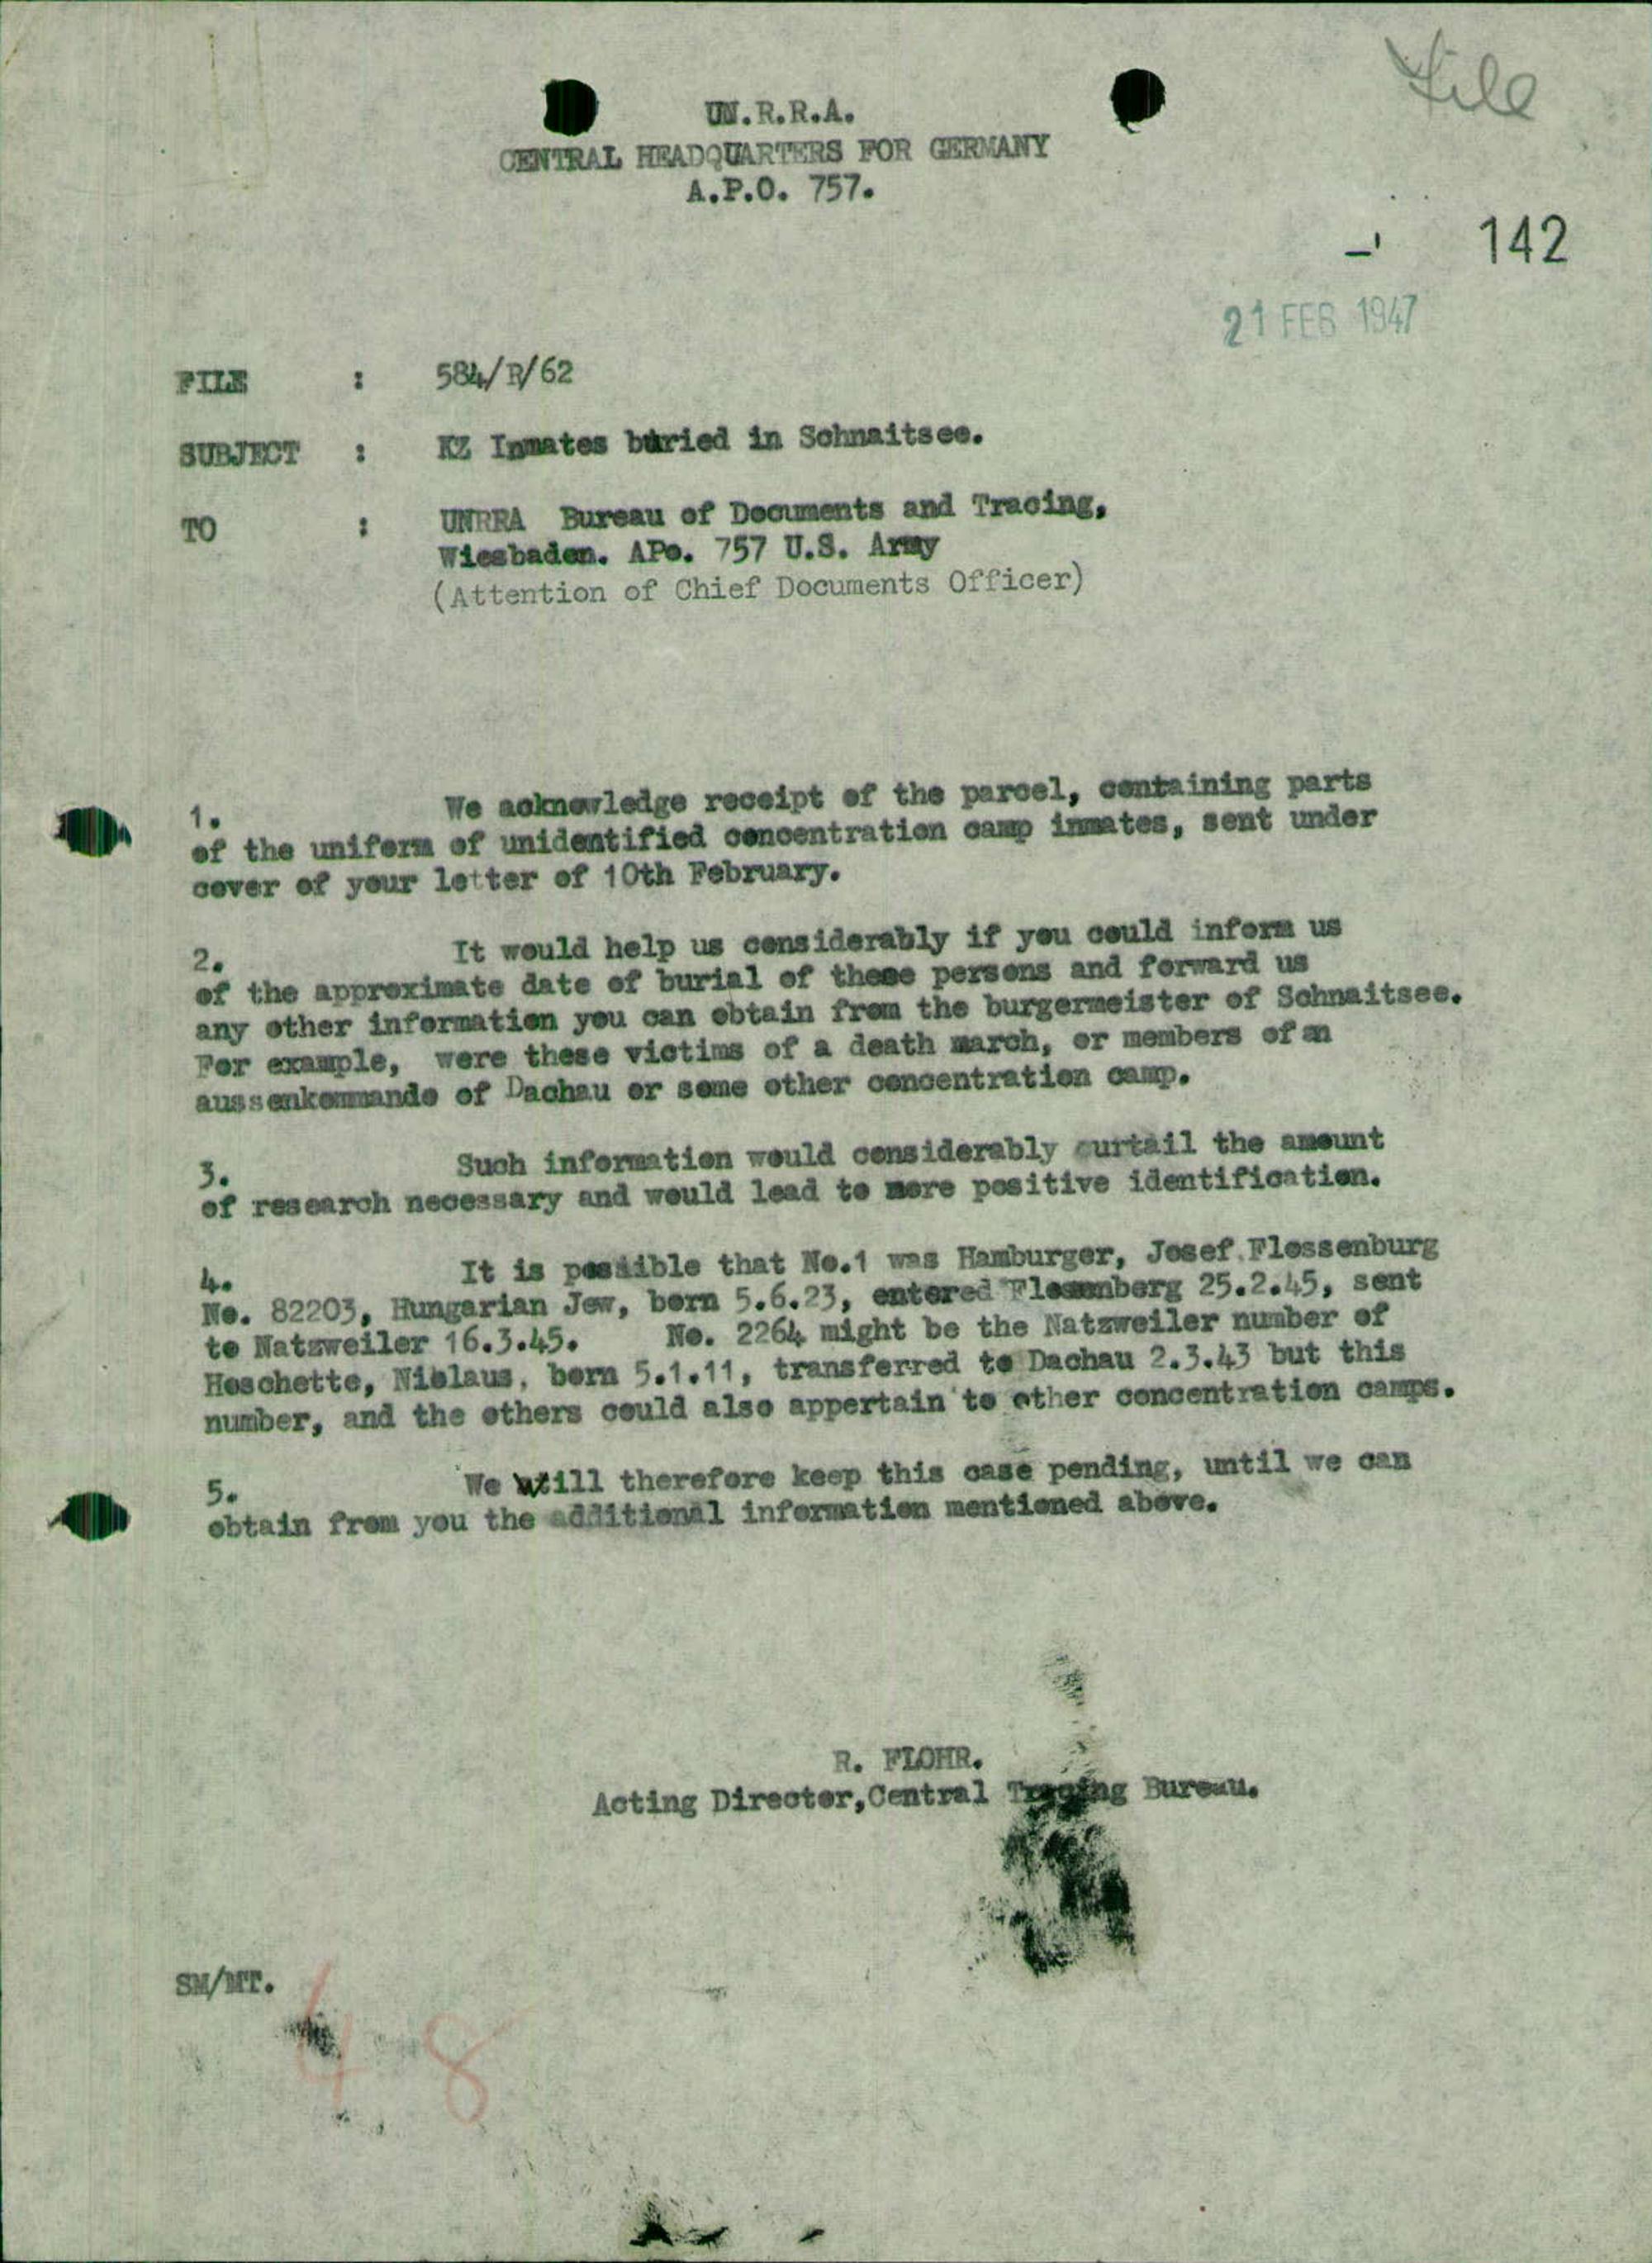 File
UN.R.R.A.
CENTRAL HEADQUARTERS FOR GERMANY
A.P.O. 757.
142
21 FEB 1947
FILE : 584/R/62
SUBJECT : KZ Inmates buried in Schnaitsee.
TO : UNRRA Bureau of Documents and Tracing,
Wiesbaden. APo. 757 U.S. Army
(Attention of Chief Documents Officer)
1. We acknowledge receipt of the parcel, containing parts
of the uniform of unidentified concentration camp inmates, sent under
cover of your letter of 10th February.
2. It would help us considerably if you could inform us
of the approximate date of burial of these persons and forward us
any other information you can obtain from the burgermeister of Schnaitsee.
For example, were these victims of a death march, or members of an
aussenkommando of Dachau or some other concentration camp.
3. Such information would considerably curtail the amount
of research necessary and would lead to more positive identification.
4. It is possible that No.1 was Hamburger, Josef Flossenburg
No. 82203, Hungarian Jew, born 5.6.23, entered 25.2.45, sent
to Natzweiler 16.3.45. No. 2264 might be the Natzweiler number of
Hoschette, born 5.1.11, transferred to Dachau 2.3.43 but this
number, and the others could also appertain to other concentration camps.
5. We will therefore keep this case pending, until we can
obtain from you the additional information mentioned above.
R. FLOHR.
Acting Director,Central Tracing Bureau.
SM/MT.
48